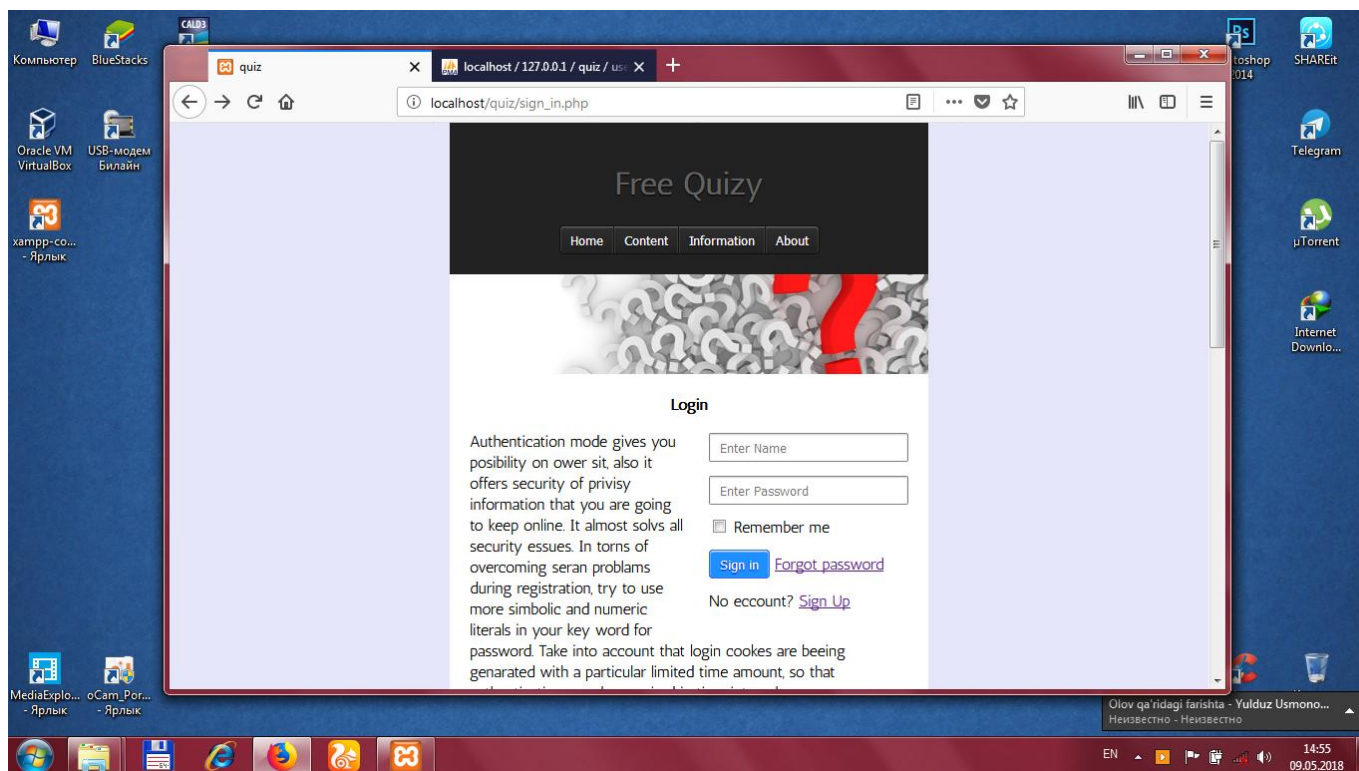 Компьютер
BlueStacks
CALD3
Ps
toshop
2014
SHAREit
Oracle VM
VirtualBox
USB-модем
Билайн
xampp-co...
- Ярлык
Telegram
µTorrent
Internet
Downlo...
quiz
localhost / 127.0.0.1 / quiz / use
localhost/quiz/sign_in.php
Free Quizy
Home Content Information About
Login
Authentication mode gives you
posibility on ower sit, also it
offers security of privisy
information that you are going
to keep online. It almost solvs all
security essues. In torns of
overcoming seran problams
during registration, try to use
more simbolic and numeric
literals in your key word for
password. Take into account that login cookes are beeing
genarated with a particular limited time amount, so that
Enter Name
Enter Password
Remember me
Sign in Forgot password
No eccount? Sign Up
MediaExplo...
- Ярлык
oCam_Por...
- Ярлык
Olov qa'ridagi farishta - Yulduz Usmono...
Неизвестно - Неизвестно
EN
14:55
09.05.2018